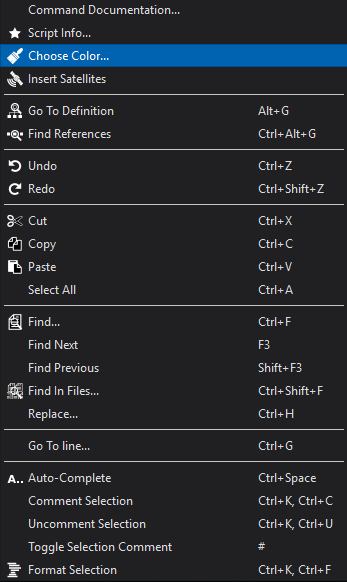 Command Documentation...
Script Info...
Choose Color...
Insert Satellites
Go To Definition Alt+G
Find References Ctrl+Alt+G
Undo Ctrl+Z
Redo Ctrl+Shift+Z
Cut Ctrl+X
Copy Ctrl+C
Paste Ctrl+V
Select All Ctrl+A
Find... Ctrl+F
Find Next F3
Find Previous Shift+F3
Find In Files... Ctrl+Shift+F
Replace... Ctrl+H
Go To line... Ctrl+G
A.. Auto-Complete Ctrl+Space
Comment Selection Ctrl+K, Ctrl+C
Uncomment Selection Ctrl+K, Ctrl+U
Toggle Selection Comment #
Format Selection Ctrl+K, Ctrl+F